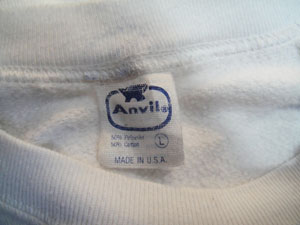 Anvil®
50% Polyester
50% Cotton
L
MADE IN U.S.A.